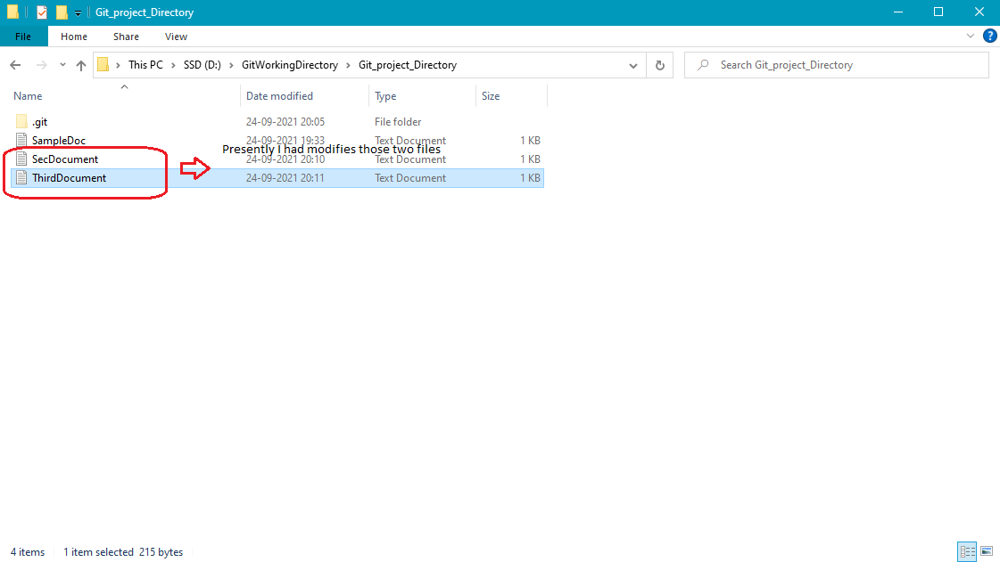 Git_project_Directory
File Home Share View
This PC > SSD (D:) > GitWorkingDirectory > Git_project_Directory
Search Git_project_Directory
Name Date modified Type Size
.git 24-09-2021 20:05 File folder
SampleDoc 24-09-2021 19:33 Text Document 1 KB
Presently I had modifies those two files
SecDocument 24-09-2021 20:10 Text Document 1 KB
ThirdDocument 24-09-2021 20:11 Text Document 1 KB
4 items 1 item selected 215 bytes